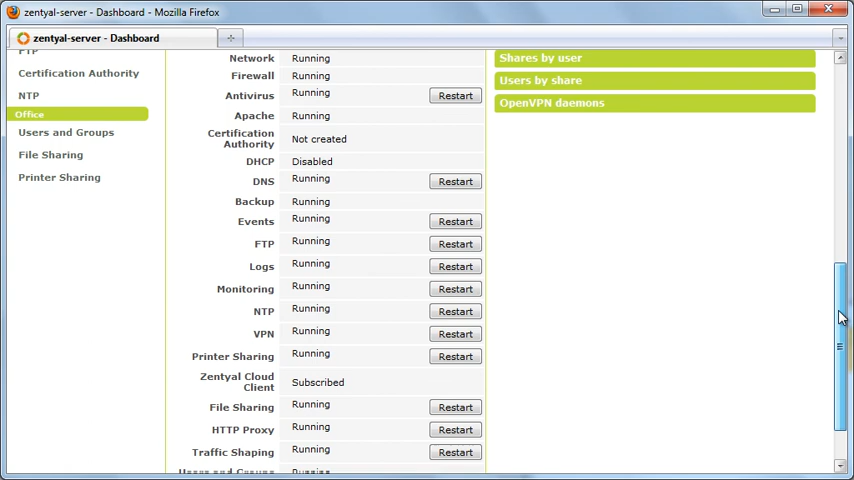 zentyal-server - Dashboard - Mozilla Firefox
zentyal-server - Dashboard
FTP
Certification Authority
NTP
Office
Users and Groups
File Sharing
Printer Sharing
Network Running
Firewall Running
Antivirus Running Restart
Apache Running
Certification
Authority Not created
DHCP Disabled
DNS Running Restart
Backup Running
Events Running Restart
FTP Running Restart
Logs Running Restart
Monitoring Running Restart
NTP Running Restart
VPN Running Restart
Printer Sharing Running Restart
Zentyal Cloud
Client Subscribed
File Sharing Running Restart
HTTP Proxy Running Restart
Traffic Shaping Running Restart
Users and Groups Running
Shares by user
Users by share
OpenVPN daemons